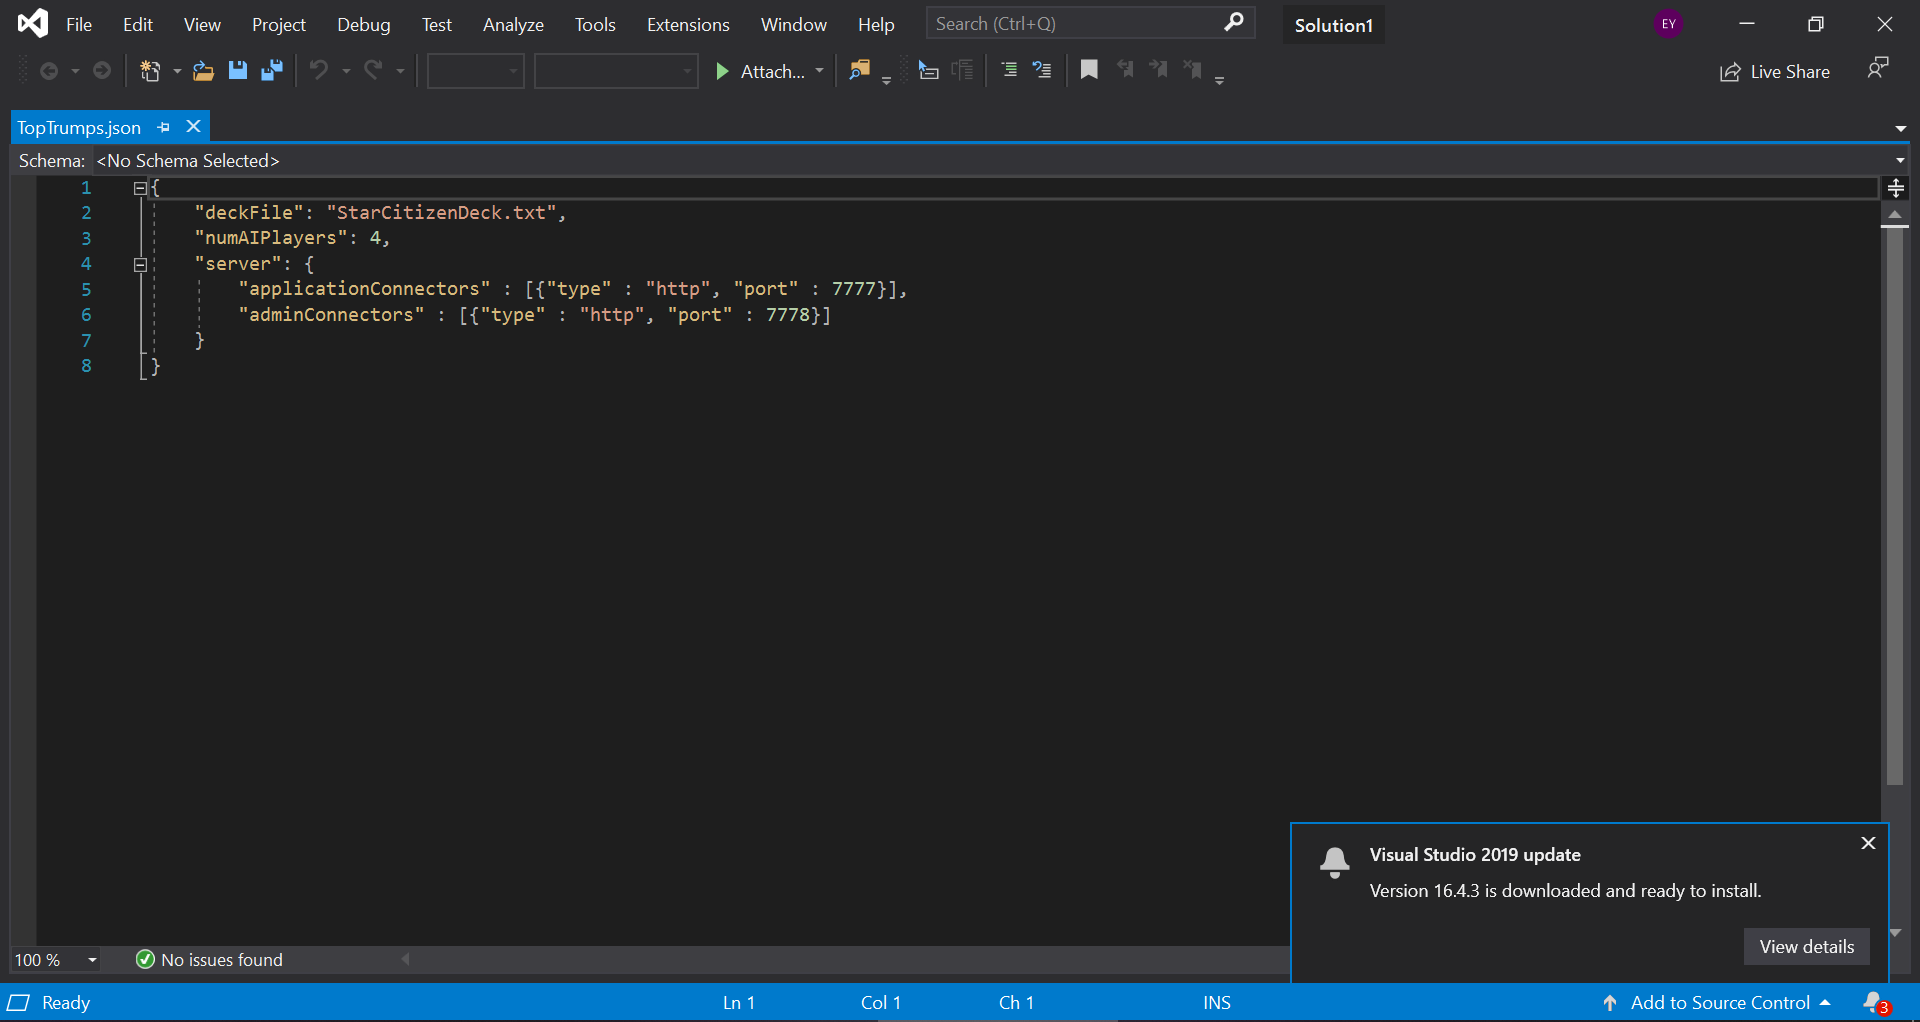 File Edit View Project Debug Test Analyze Tools Extensions Window Help Search (Ctrl+Q) Solution1 EY
Attach... Live Share
TopTrumps.json
Schema: <No Schema Selected>
1 {
2 "deckFile": "StarCitizenDeck.txt",
3 "numAIPlayers": 4,
4 "server": {
5 "applicationConnectors" : [{"type" : "http", "port" : 7777}],
6 "adminConnectors" : [{"type" : "http", "port" : 7778}]
7 }
8 }
Visual Studio 2019 update
Version 16.4.3 is downloaded and ready to install.
View details
100 % No issues found
Ready Ln 1 Col 1 Ch 1 INS Add to Source Control 3